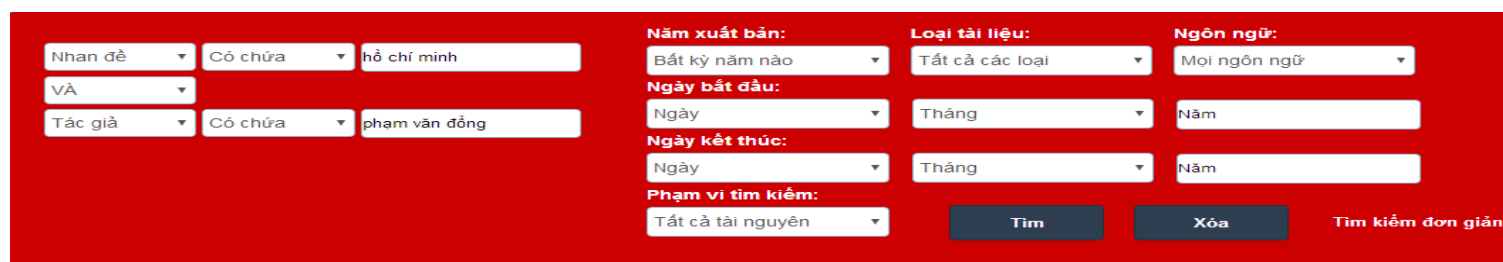 Nhan đề Có chứa hồ chí minh
VÀ
Tác giả Có chứa phạm văn đồng
Năm xuất bản: Loại tài liệu: Ngôn ngữ:
Bất kỳ năm nào Tất cả các loại Mọi ngôn ngữ
Ngày bắt đầu:
Ngày Tháng Năm
Ngày kết thúc:
Ngày Tháng Năm
Phạm vi tìm kiếm:
Tất cả tài nguyên Tìm Xóa Tìm kiếm đơn giản